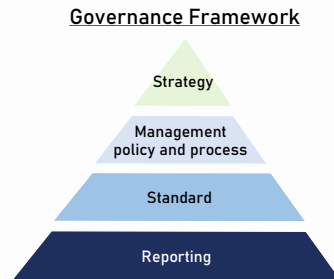 Governance Framework
Strategy
Management
policy and process
Standard
Reporting